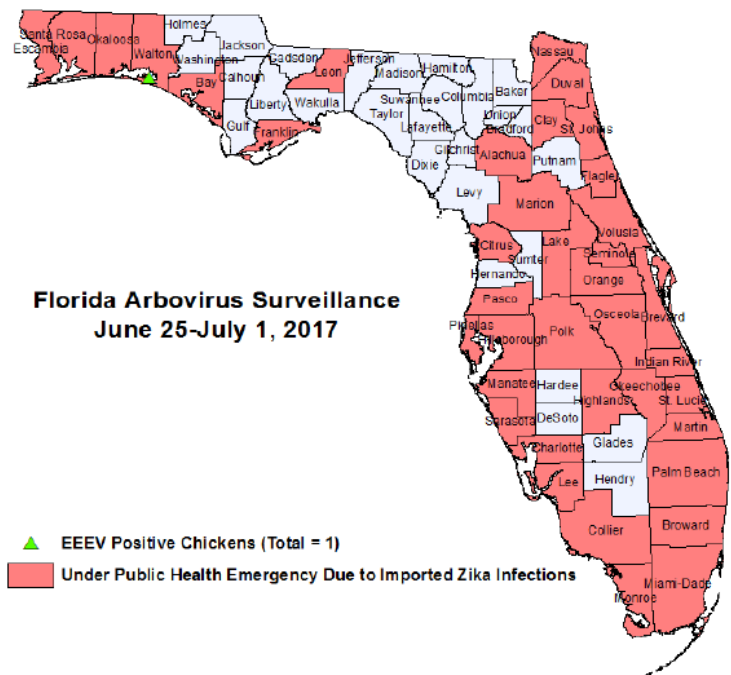 Holmes
Santa Rosa
Escambia
Okaloosa
Walton
Washington
Jackson
Bay
Calhoun
Gulf
Liberty
Gadsden
Leon
Wakulla
Franklin
Jefferson
Madison
Taylor
Hamilton
Suwannee
Lafayette
Columbia
Dixie
Gilchrist
Levy
Baker
Union
Bradford
Nassau
Duval
Clay
St. Johns
Alachua
Putnam
Flagler
Marion
Volusia
Citrus
Sumter
Lake
Seminole
Hernando
Orange
Pasco
Osceola
Brevard
Pinellas
Hillsborough
Polk
Indian River
Manatee
Hardee
Highlands
Okeechobee
St. Lucie
Sarasota
DeSoto
Martin
Charlotte
Glades
Lee
Hendry
Palm Beach
Collier
Broward
Monroe
Miami-Dade
Florida Arbovirus Surveillance
June 25-July 1, 2017
EEEV Positive Chickens (Total = 1)
Under Public Health Emergency Due to Imported Zika Infections